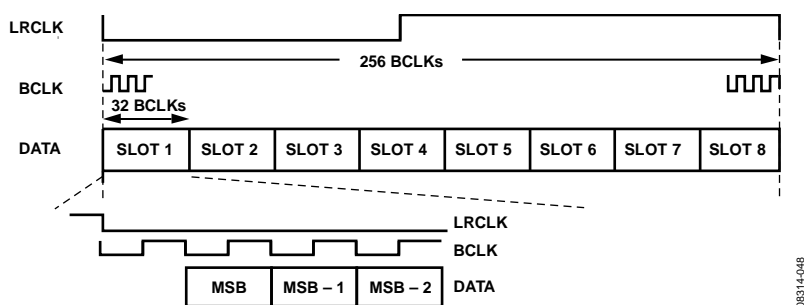 LRCLK
256 BCLKs
BCLK
32 BCLKs
DATA SLOT 1 SLOT 2 SLOT 3 SLOT 4 SLOT 5 SLOT 6 SLOT 7 SLOT 8
LRCLK
BCLK
MSB MSB – 1 MSB – 2 DATA
08314-048